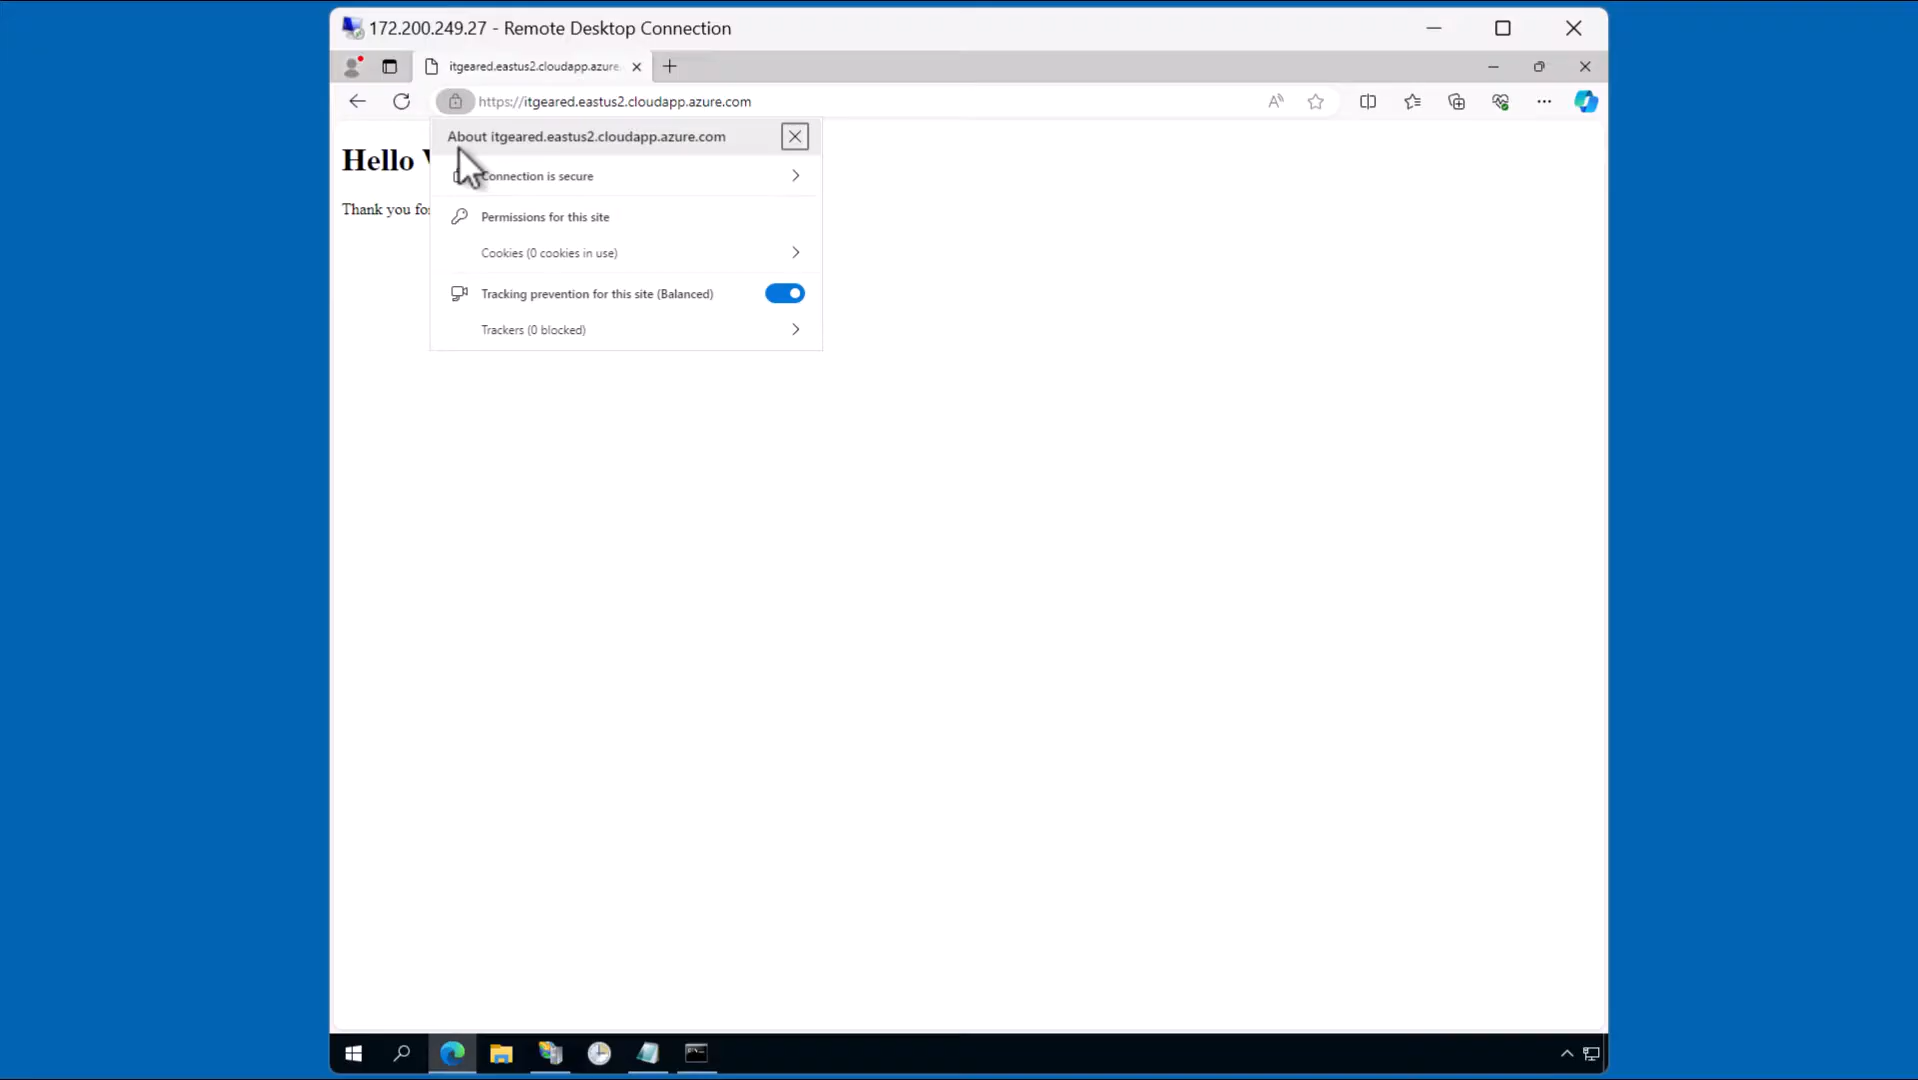 172.200.249.27 - Remote Desktop Connection
itgeared.eastus2.cloudapp.azure.
https://itgeared.eastus2.cloudapp.azure.com
About itgeared.eastus2.cloudapp.azure.com
Hello
Connection is secure
Thank you
Permissions for this site
Cookies (0 cookies in use)
Tracking prevention for this site (Balanced)
Trackers (0 blocked)